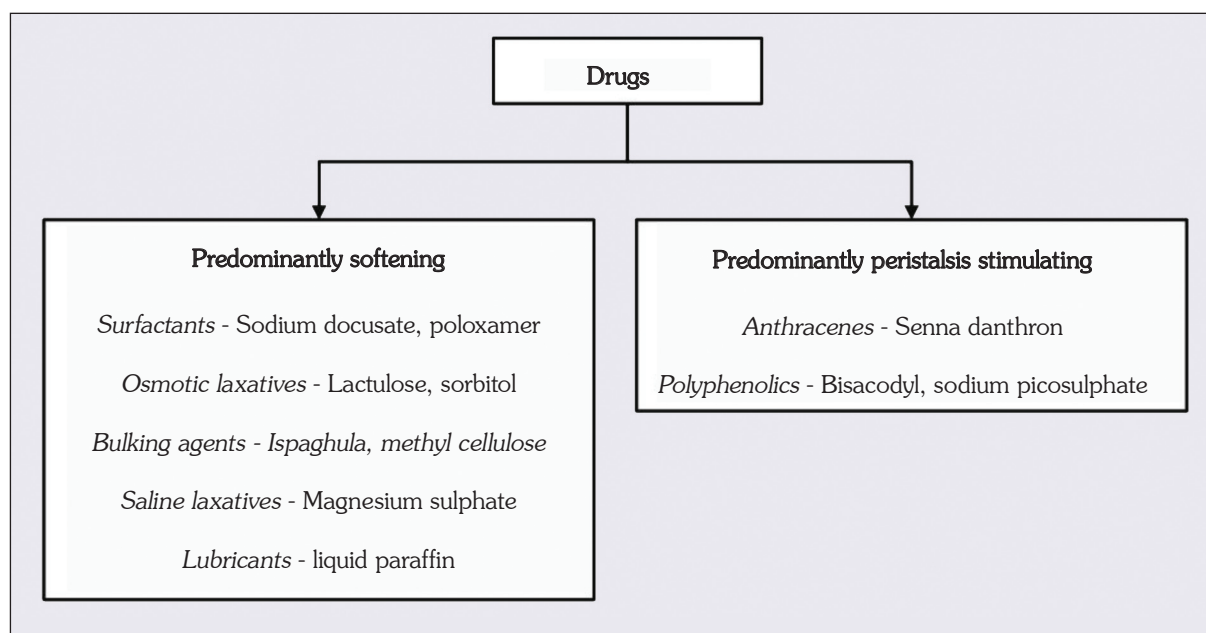 Drugs
Predominantly softening
Surfactants - Sodium docusate, poloxamer
Osmotic laxatives - Lactulose, sorbitol
Bulking agents - Ispaghula, methyl cellulose
Saline laxatives - Magnesium sulphate
Lubricants - liquid paraffin
Predominantly peristalsis stimulating
Anthracenes - Senna danthron
Polyphenolics - Bisacodyl, sodium picosulphate